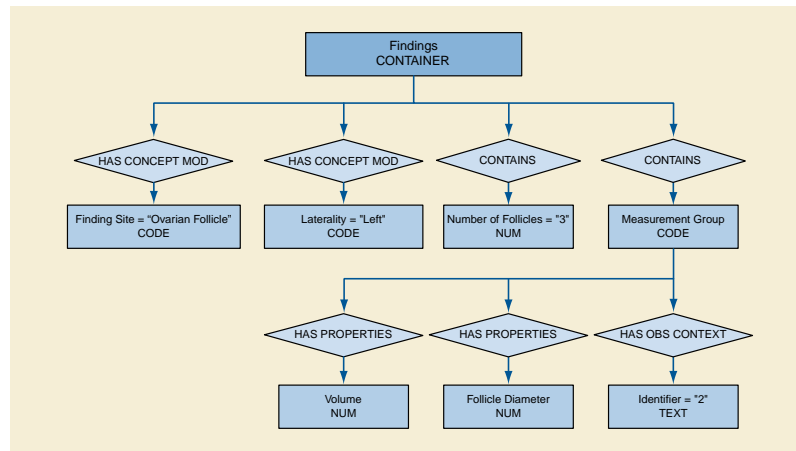 Findings
CONTAINER
HAS CONCEPT MOD
HAS CONCEPT MOD
CONTAINS
CONTAINS
Finding Site = “Ovarian Follicle”
CODE
Laterality = "Left"
CODE
Number of Follicles = "3"
NUM
Measurement Group
CODE
HAS PROPERTIES
HAS PROPERTIES
HAS OBS CONTEXT
Volume
NUM
Follicle Diameter
NUM
Identifier = "2"
TEXT